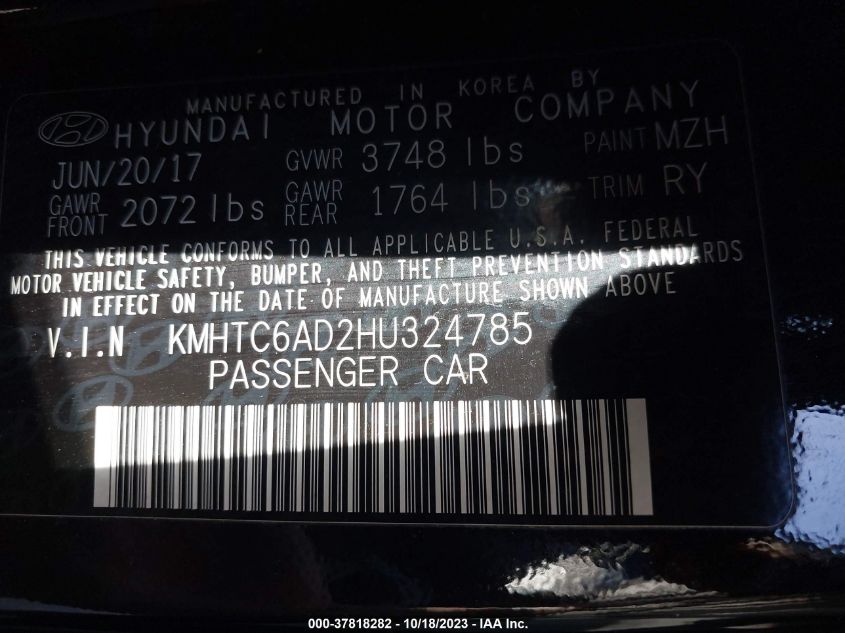 MANUFACTURED IN KOREA BY
HYUNDAI MOTOR COMPANY
JUN/20/17 GVWR 3748 lbs PAINT MZH
GAWR FRONT 2072 lbs GAWR REAR 1764 lbs TRIM RY
THIS VEHICLE CONFORMS TO ALL APPLICABLE U.S.A. FEDERAL
MOTOR VEHICLE SAFETY, BUMPER, AND THEFT PREVENTION STANDARDS
IN EFFECT ON THE DATE OF MANUFACTURE SHOWN ABOVE
V.I.N KMHTC6AD2HU324785
PASSENGER CAR
000-37818282 - 10/18/2023 - IAA Inc.